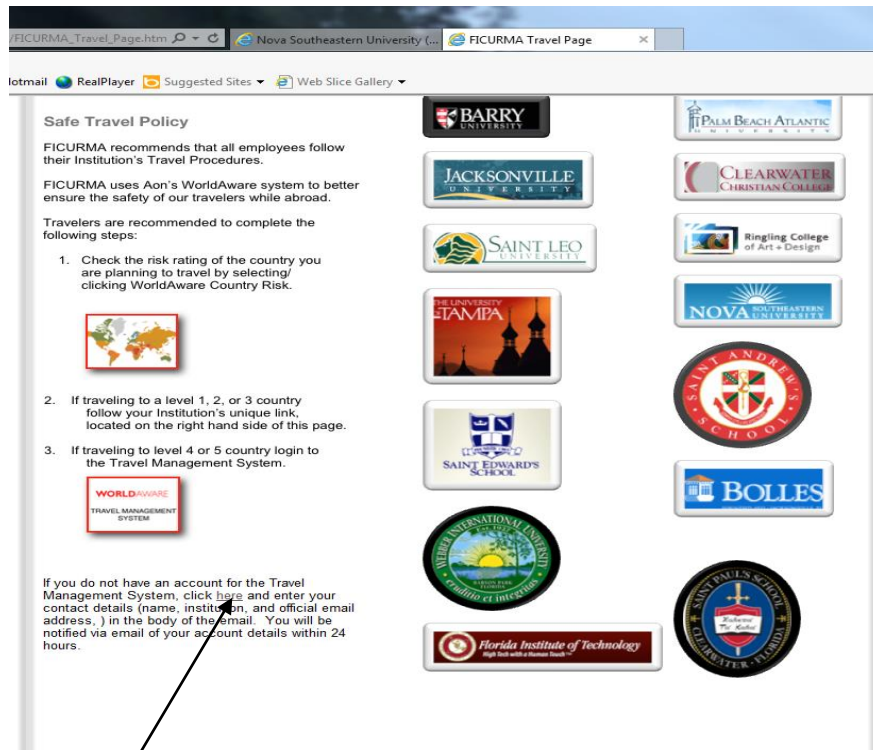 /FICURMA_Travel_Page.htm
Nova Southeastern University (...
FICURMA Travel Page
lotmail
RealPlayer
Suggested Sites
Web Slice Gallery
Safe Travel Policy
FICURMA recommends that all employees follow
their Institution's Travel Procedures.
FICURMA uses Aon's WorldAware system to better
ensure the safety of our travelers while abroad.
Travelers are recommended to complete the
following steps:
1. Check the risk rating of the country you
are planning to travel by selecting/
clicking WorldAware Country Risk.
2. If traveling to a level 1, 2, or 3 country
follow your Institution's unique link,
located on the right hand side of this page.
3. If traveling to level 4 or 5 country login to
the Travel Management System.
WORLDAWARE
TRAVEL MANAGEMENT
SYSTEM
If you do not have an account for the Travel
Management System, click here and enter your
contact details (name, institution, and official email
address, ) in the body of the email. You will be
notified via email of your account details within 24
hours.
BARRY
UNIVERSITY
JACKSONVILLE
UNIVERSITY
SAINT LEO
UNIVERSITY
THE UNIVERSITY
TAMPA
SAINT EDWARD'S
SCHOOL
WEBBER INTERNATIONAL UNIVERSITY
Est. 1927
BABSON PARK
FLORIDA
eruditio et integritas
Florida Institute of Technology
High Tech with a Human Touch™
PALM BEACH ATLANTIC
UNIVERSITY
CLEARWATER
CHRISTIAN COLLEGE
Ringling College
of Art + Design
NOVA SOUTHEASTERN
UNIVERSITY
SAINT ANDREW'S
SCHOOL
BOLLES
SAINT PAUL'S SCHOOL
CLEARWATER · FLORIDA